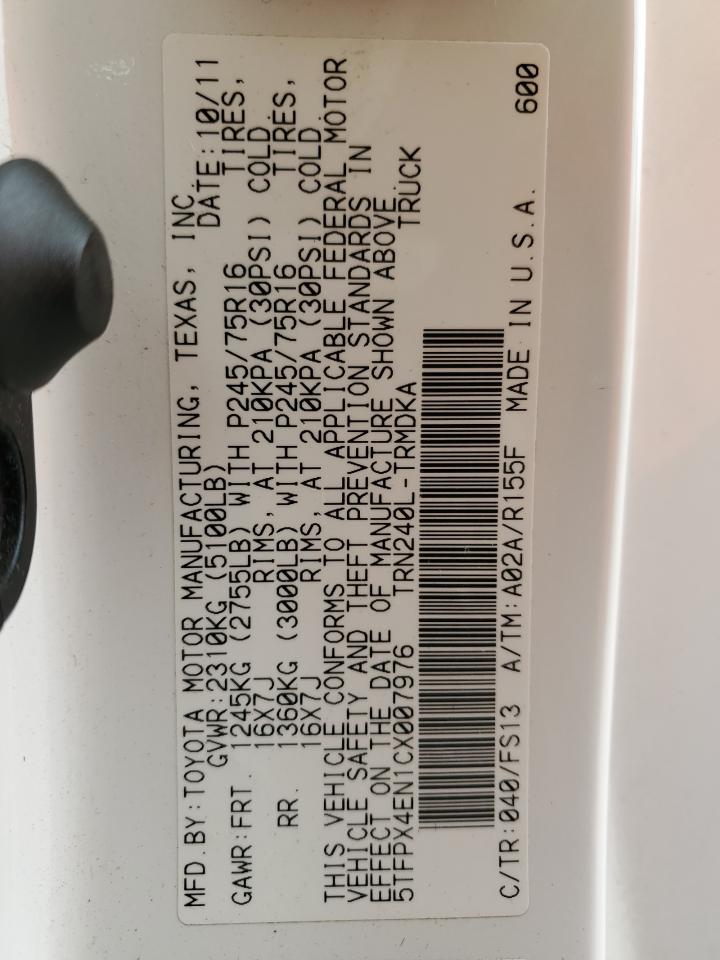 MFD.BY:TOYOTA MOTOR MANUFACTURING, TEXAS, INC.
GVWR:2310KG (5100LB) DATE:10/11
GAWR:FRT. 1245KG (2755LB) WITH P245/75R16 TIRES,
16X7J RIMS, AT 210KPA (30PSI) COLD
RR. 1360KG (3000LB) WITH P245/75R16 TIRES,
16X7J RIMS, AT 210KPA (30PSI) COLD
THIS VEHICLE CONFORMS TO ALL APPLICABLE FEDERAL MOTOR
VEHICLE SAFETY AND THEFT PREVENTION STANDARDS IN
EFFECT ON THE DATE OF MANUFACTURE SHOWN ABOVE.
5TFPX4EN1CX007976 TRN240L-TRMDKA TRUCK
C/TR:040/FS13 A/TM:A02A/R155F MADE IN U.S.A. 600